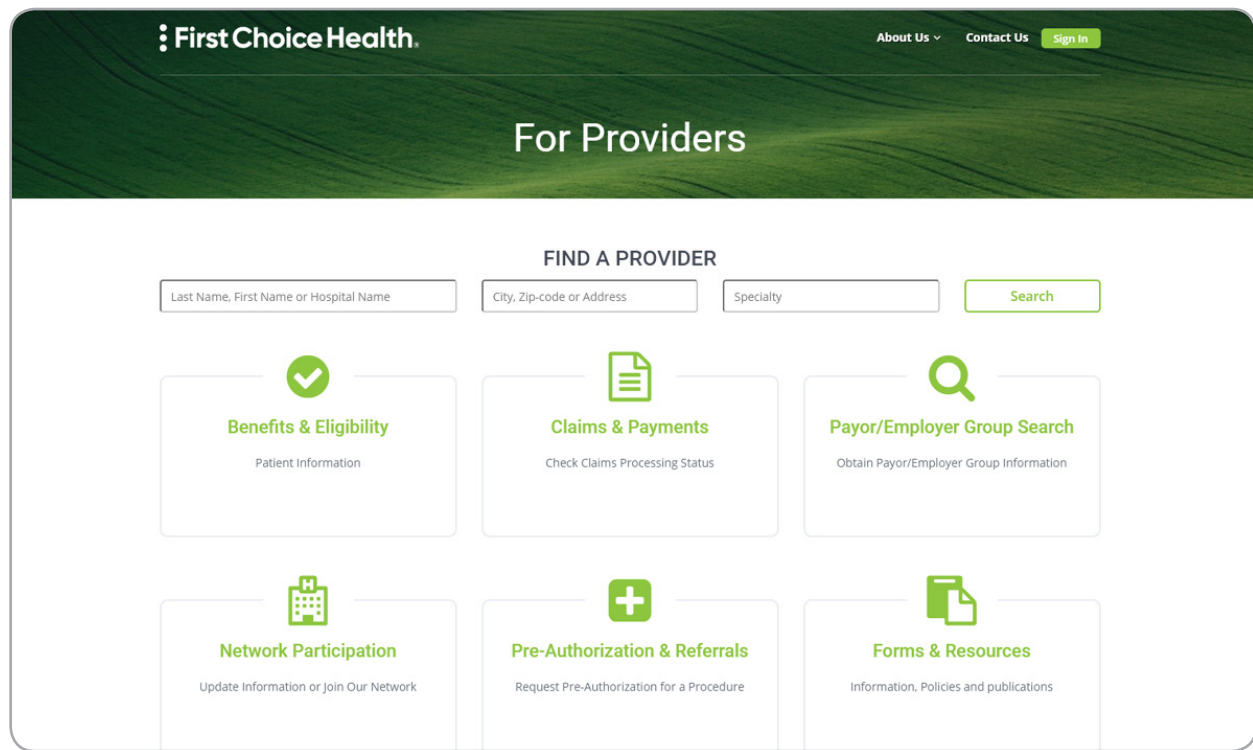 First Choice Health.
About Us
Contact Us
Sign In
For Providers
FIND A PROVIDER
Last Name, First Name or Hospital Name
City, Zip-code or Address
Specialty
Search
Benefits & Eligibility
Patient Information
Claims & Payments
Check Claims Processing Status
Payor/Employer Group Search
Obtain Payor/Employer Group Information
H
Network Participation
Update Information or Join Our Network
Pre-Authorization & Referrals
Request Pre-Authorization for a Procedure
Forms & Resources
Information, Policies and publications